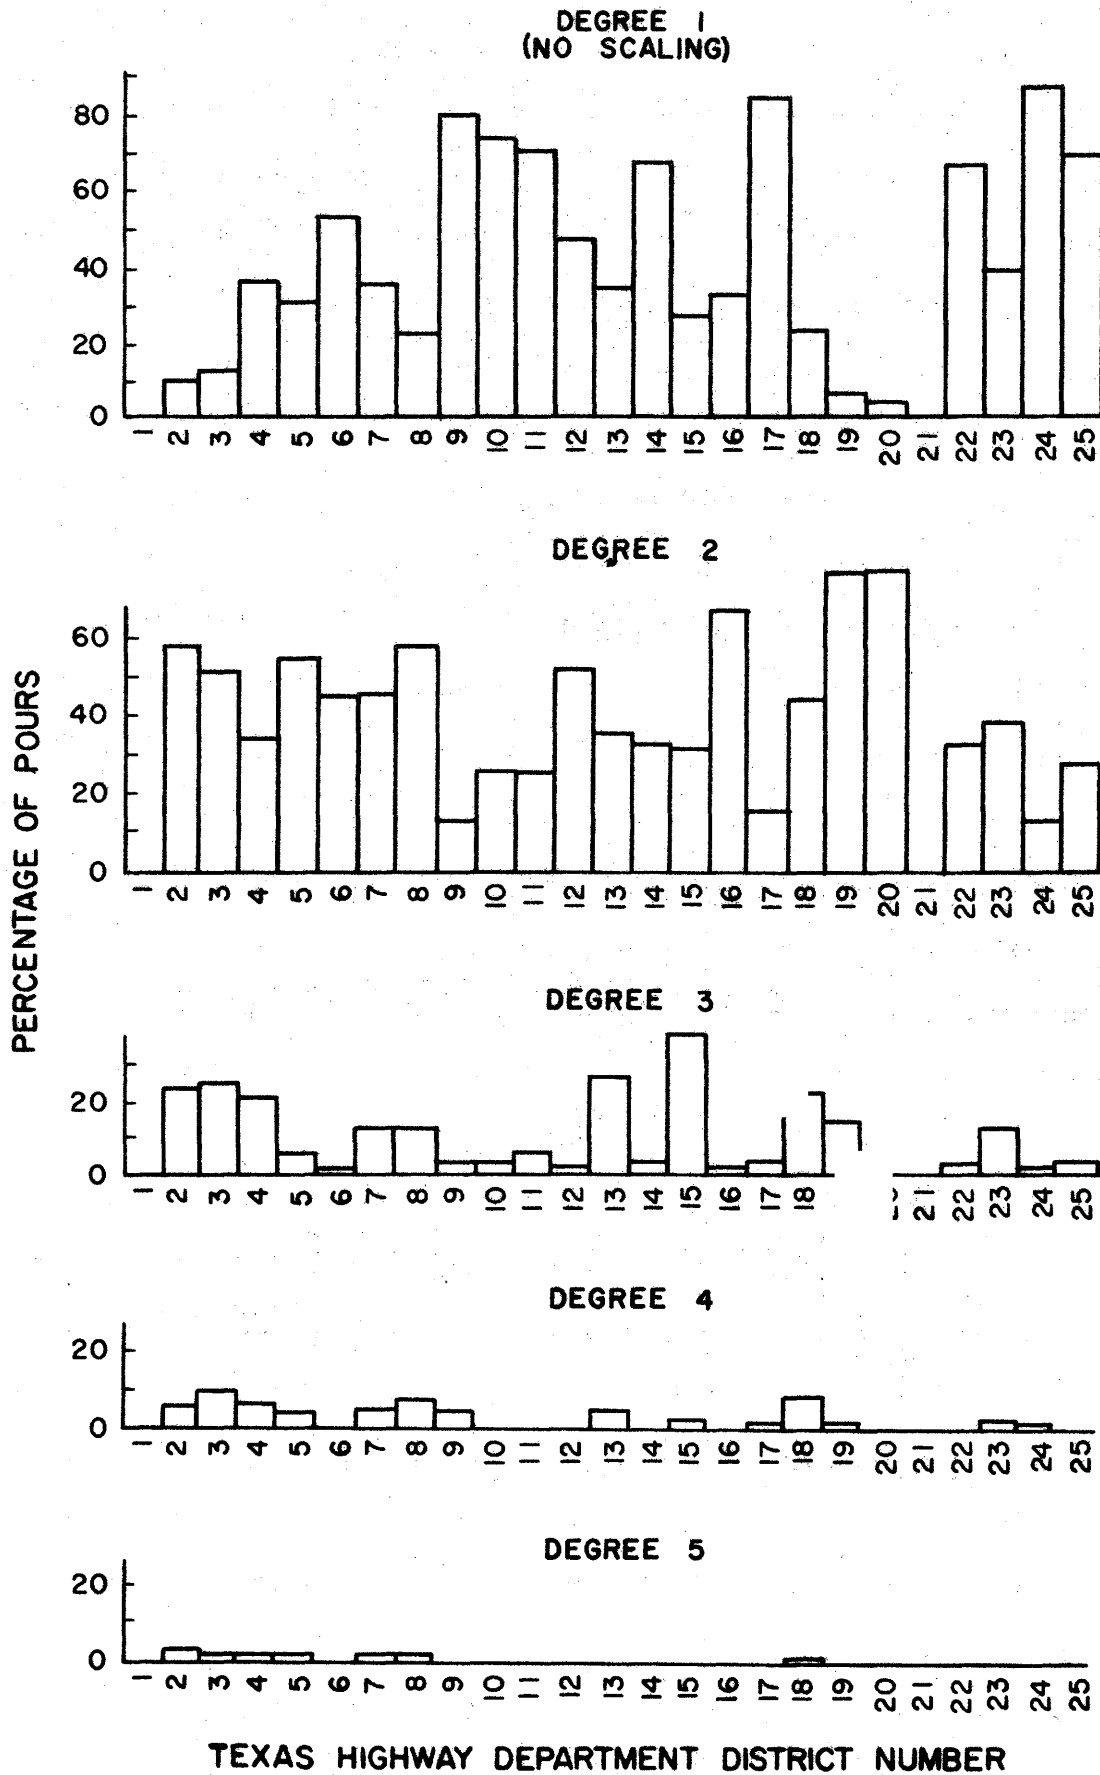 DEGREE 1
(NO SCALING)
80
60
40
20
0
1 2 3 4 5 6 7 8 9 10 11 12 13 14 15 16 17 18 19 20 21 22 23 24 25
DEGREE 2
60
40
20
0
1 2 3 4 5 6 7 8 9 10 11 12 13 14 15 16 17 18 19 20 21 22 23 24 25
PERCENTAGE OF POURS
DEGREE 3
20
0
1 2 3 4 5 6 7 8 9 10 11 12 13 14 15 16 17 18 21 22 23 24 25
DEGREE 4
20
0
1 2 3 4 5 6 7 8 9 10 11 12 13 14 15 16 17 18 19 20 21 22 23 24 25
DEGREE 5
20
0
1 2 3 4 5 6 7 8 9 10 11 12 13 14 15 16 17 18 19 20 21 22 23 24 25
TEXAS HIGHWAY DEPARTMENT DISTRICT NUMBER